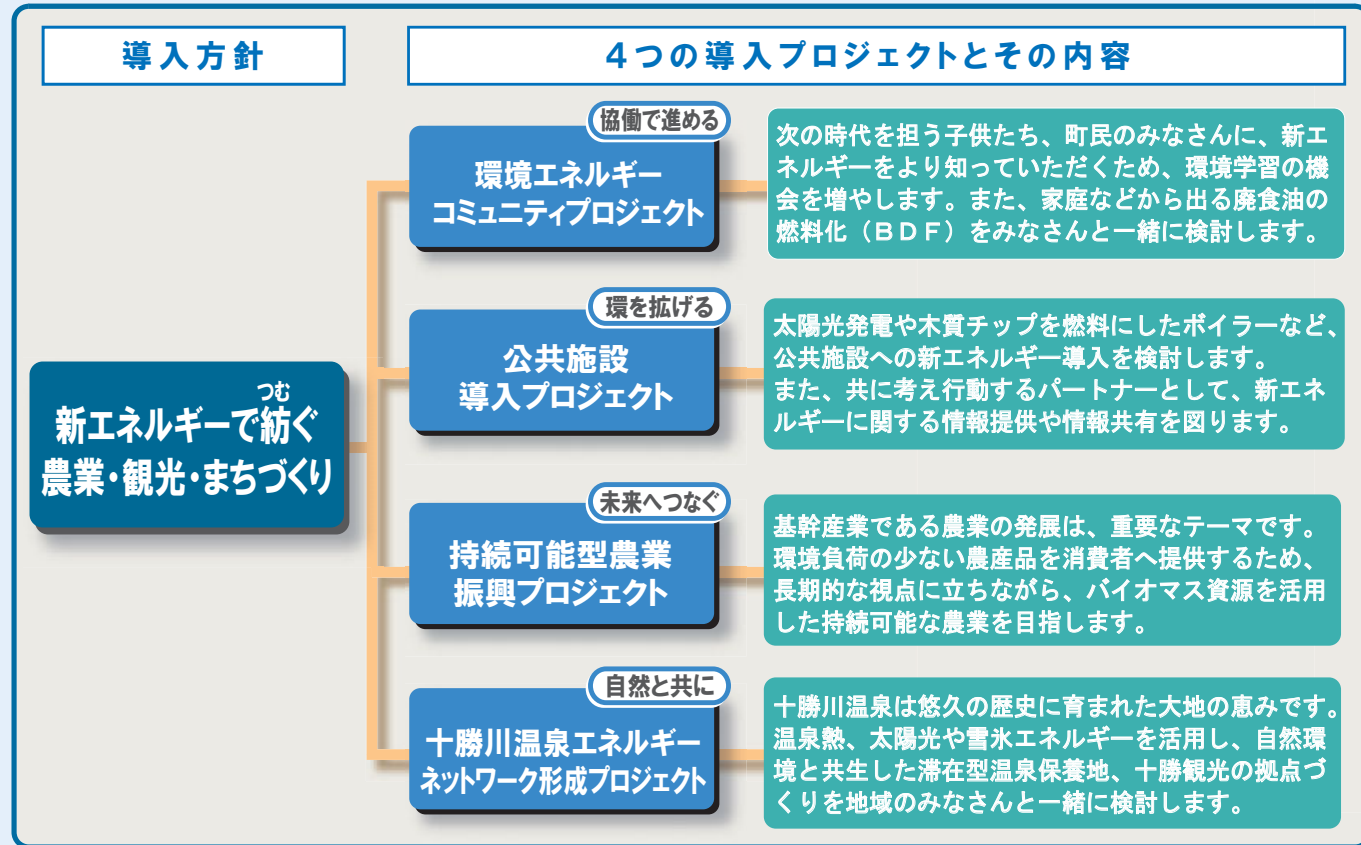 導入方針
4つの導入プロジェクトとその内容
つむ
新エネルギーで紡ぐ
農業・観光・まちづくり
協働で進める
環境エネルギー
コミュニティプロジェクト
次の時代を担う子供たち、町民のみなさんに、新エ
ネルギーをより知っていただくため、環境学習の機
会を増やします。また、家庭などから出る廃食油の
燃料化（ＢＤＦ）をみなさんと一緒に検討します。
環を拡げる
公共施設
導入プロジェクト
太陽光発電や木質チップを燃料にしたボイラーなど、
公共施設への新エネルギー導入を検討します。
また、共に考え行動するパートナーとして、新エネ
ルギーに関する情報提供や情報共有を図ります。
未来へつなぐ
持続可能型農業
振興プロジェクト
基幹産業である農業の発展は、重要なテーマです。
環境負荷の少ない農産品を消費者へ提供するため、
長期的な視点に立ちながら、バイオマス資源を活用
した持続可能な農業を目指します。
自然と共に
十勝川温泉エネルギー
ネットワーク形成プロジェクト
十勝川温泉は悠久の歴史に育まれた大地の恵みです。
温泉熱、太陽光や雪氷エネルギーを活用し、自然環
境と共生した滞在型温泉保養地、十勝観光の拠点づ
くりを地域のみなさんと一緒に検討します。